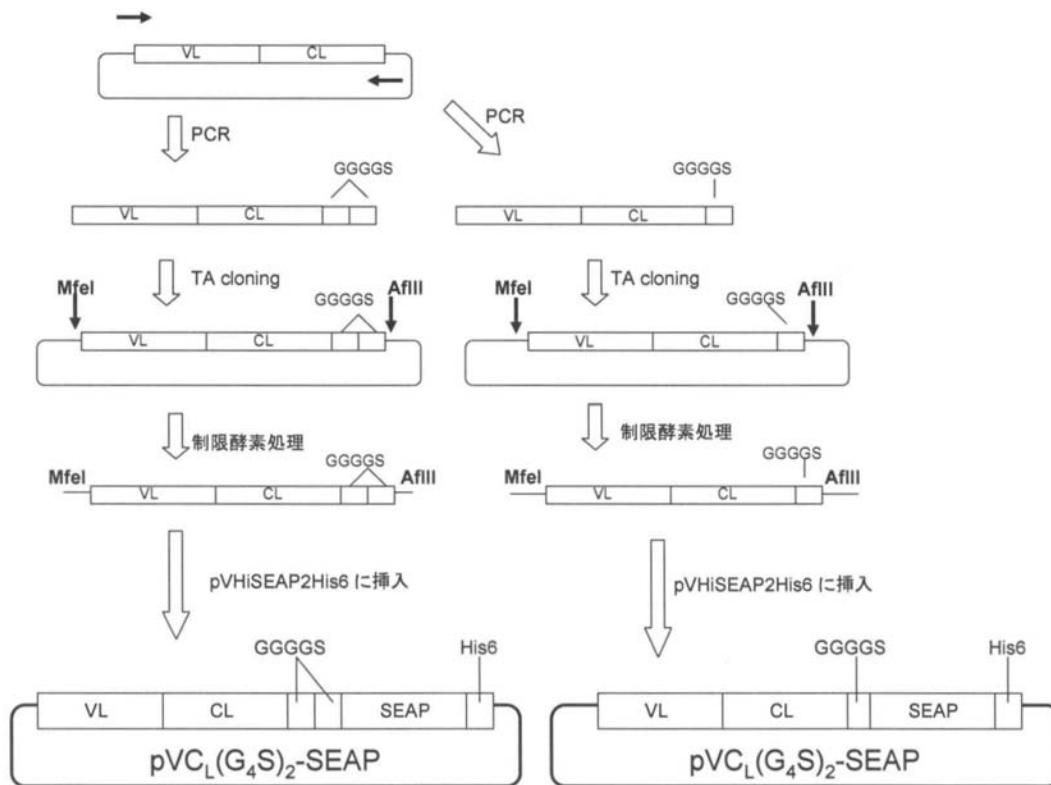 VL CL
PCR
PCR
GGGGS
GGGGS
VL CL
VL CL
TA cloning
TA cloning
MfeI
GGGGS
AflII
MfeI
GGGGS
AflII
VL CL
VL CL
制限酵素処理
制限酵素処理
GGGGS
GGGGS
MfeI
AflII
MfeI
AflII
VL CL
VL CL
pVHiSEAP2His6 に挿入
pVHiSEAP2His6 に挿入
GGGGS
His6
GGGGS
His6
VL CL SEAP
VL CL SEAP
pVCL(G4S)2-SEAP
pVCL(G4S)2-SEAP